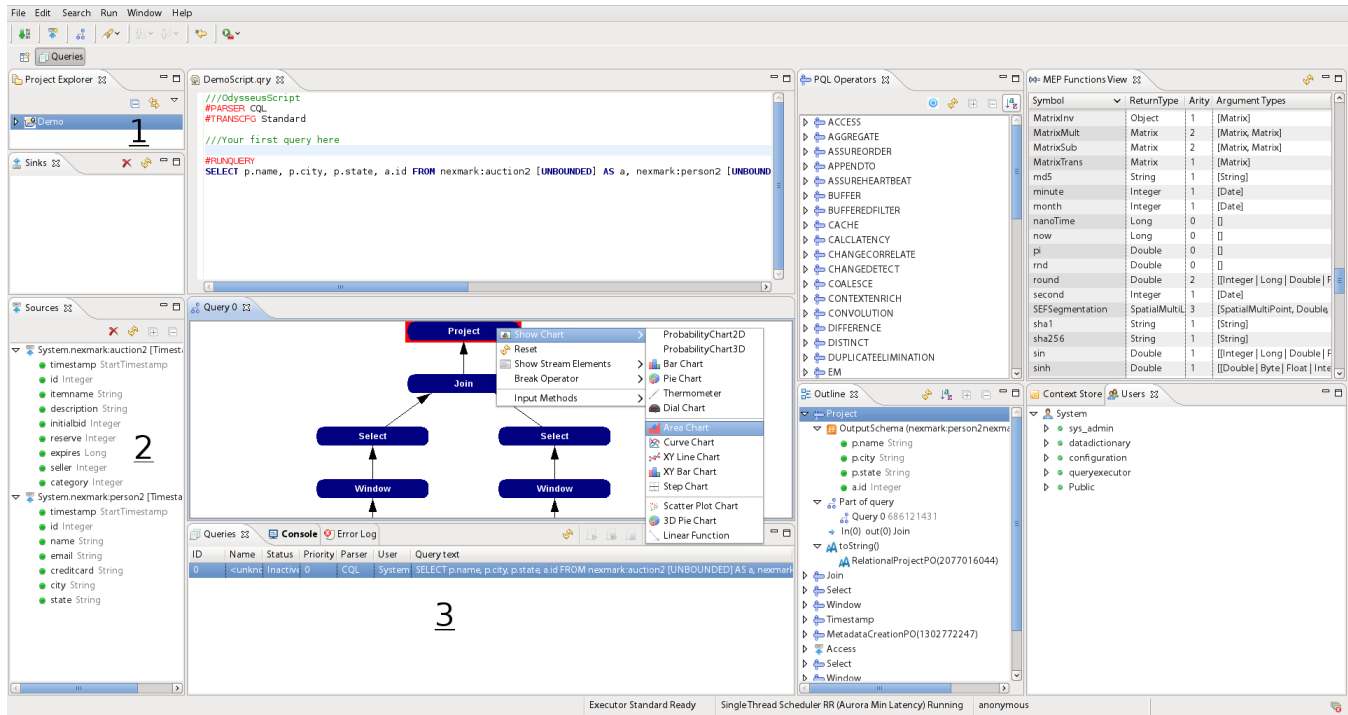 File Edit Search Run Window Help
Queries
Project Explorer
Demo
1
Sinks
DemoScript.qry
///OdysseusScript
#PARSER CQL
#TRANSCFG Standard
///Your first query here
#RUNQUERY
SELECT p.name, p.city, p.state, a.id FROM nexmark:auction2 [UNBOUNDED] AS a, nexmark:person2 [UNBOUND
PQL Operators
ACCESS
AGGREGATE
ASSUREORDER
APPENDTO
ASSUREHEARTBEAT
BUFFER
BUFFEREDFILTER
CACHE
CALCLATENCY
CHANGECORRELATE
CHANGEDETECT
COALESCE
CONTEXTENRICH
CONVOLUTION
DIFFERENCE
DISTINCT
DUPLICATEELIMINATION
EM
MEP Functions View
Symbol ReturnType Arity Argument Types
MatrixInv Object 1 [Matrix]
MatrixMult Matrix 2 [Matrix, Matrix]
MatrixSub Matrix 2 [Matrix, Matrix]
MatrixTrans Matrix 1 [Matrix]
md5 String 1 [String]
minute Integer 1 [Date]
month Integer 1 [Date]
nanoTime Long 0 []
now Long 0 []
pi Double 0 []
rnd Double 0 []
round Double 2 [[Integer | Long | Double | F
second Integer 1 [Date]
SEFSegmentation SpatialMultiL 3 [SpatialMultiPoint, Double,
sha1 String 1 [String]
sha256 String 1 [String]
sin Double 1 [[Integer | Long | Double | F
sinh Double 1 [[Double | Byte | Float | Inte
Sources
System.nexmark:auction2 [Timest
timestamp StartTimestamp
id Integer
itemname String
description String
initialbid Integer
reserve Integer
expires Long
seller Integer
category Integer
2
System.nexmark:person2 [Timesta
timestamp StartTimestamp
id Integer
name String
email String
creditcard String
city String
state String
Query 0
Project
Join
Select
Select
Window
Window
Show Chart
Reset
Show Stream Elements
Break Operator
Input Methods
ProbabilityChart2D
ProbabilityChart3D
Bar Chart
Pie Chart
Thermometer
Dial Chart
Area Chart
Curve Chart
XY Line Chart
XY Bar Chart
Step Chart
Scatter Plot Chart
3D Pie Chart
Linear Function
Queries Console Error Log
ID Name Status Priority Parser User Query text
0 <unknc Inactive 0 CQL System SELECT p.name, p.city, p.state, a.id FROM nexmark:auction2 [UNBOUNDED] AS a, nexmark
3
Outline
Project
OutputSchema (nexmark:person2nexma
p.name String
p.city String
p.state String
a.id Integer
Part of query
Query 0 686121431
In(0) out(0) Join
toString()
RelationalProjectPO(2077016044)
Join
Select
Window
Timestamp
MetadataCreationPO(1302772247)
Access
Select
Window
Context Store Users
System
sys_admin
datadictionary
configuration
queryexecutor
Public
Executor Standard Ready Single Thread Scheduler RR (Aurora Min Latency) Running anonymous